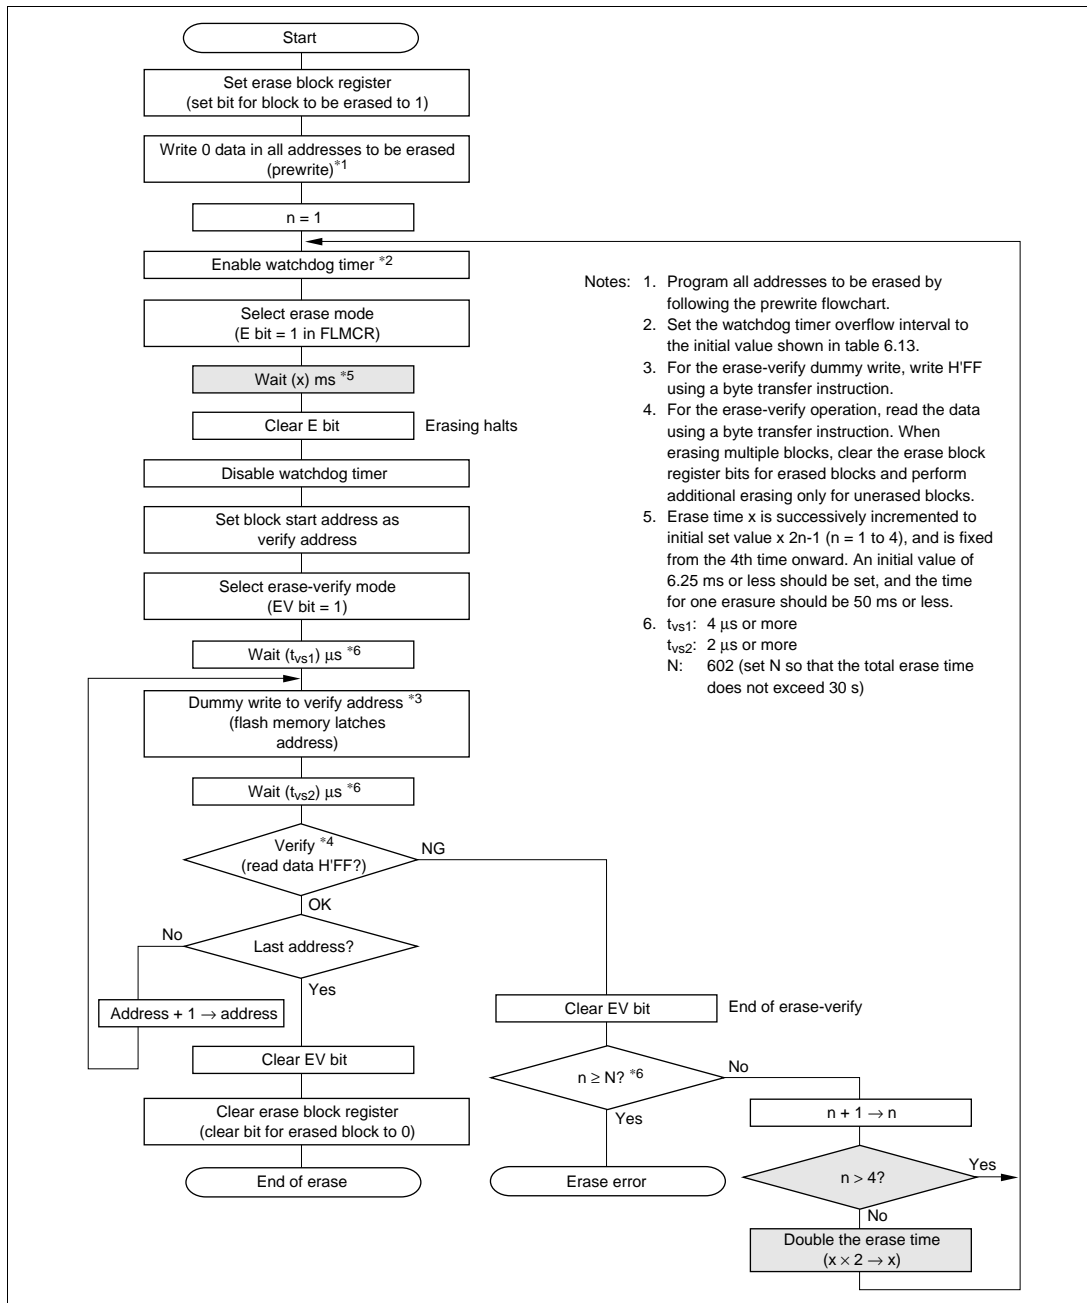 Start
Set erase block register
(set bit for block to be erased to 1)
Write 0 data in all addresses to be erased
(prewrite)*1
n = 1
Enable watchdog timer *2
Select erase mode
(E bit = 1 in FLMCR)
Wait (x) ms *5
Clear E bit
Erasing halts
Disable watchdog timer
Set block start address as
verify address
Select erase-verify mode
(EV bit = 1)
Wait (tvs1) µs *6
Dummy write to verify address *3
(flash memory latches
address)
Wait (tvs2) µs *6
Verify *4
(read data H'FF?)
NG
OK
No
Last address?
Yes
Address + 1 → address
Clear EV bit
Clear erase block register
(clear bit for erased block to 0)
End of erase
Clear EV bit
End of erase-verify
n ≥ N? *6
No
Yes
Erase error
n + 1 → n
n > 4?
Yes
No
Double the erase time
(x × 2 → x)
Notes: 1. Program all addresses to be erased by
following the prewrite flowchart.
2. Set the watchdog timer overflow interval to
the initial value shown in table 6.13.
3. For the erase-verify dummy write, write H'FF
using a byte transfer instruction.
4. For the erase-verify operation, read the data
using a byte transfer instruction. When
erasing multiple blocks, clear the erase block
register bits for erased blocks and perform
additional erasing only for unerased blocks.
5. Erase time x is successively incremented to
initial set value x 2n-1 (n = 1 to 4), and is fixed
from the 4th time onward. An initial value of
6.25 ms or less should be set, and the time
for one erasure should be 50 ms or less.
6. tvs1: 4 µs or more
tvs2: 2 µs or more
N: 602 (set N so that the total erase time
does not exceed 30 s)